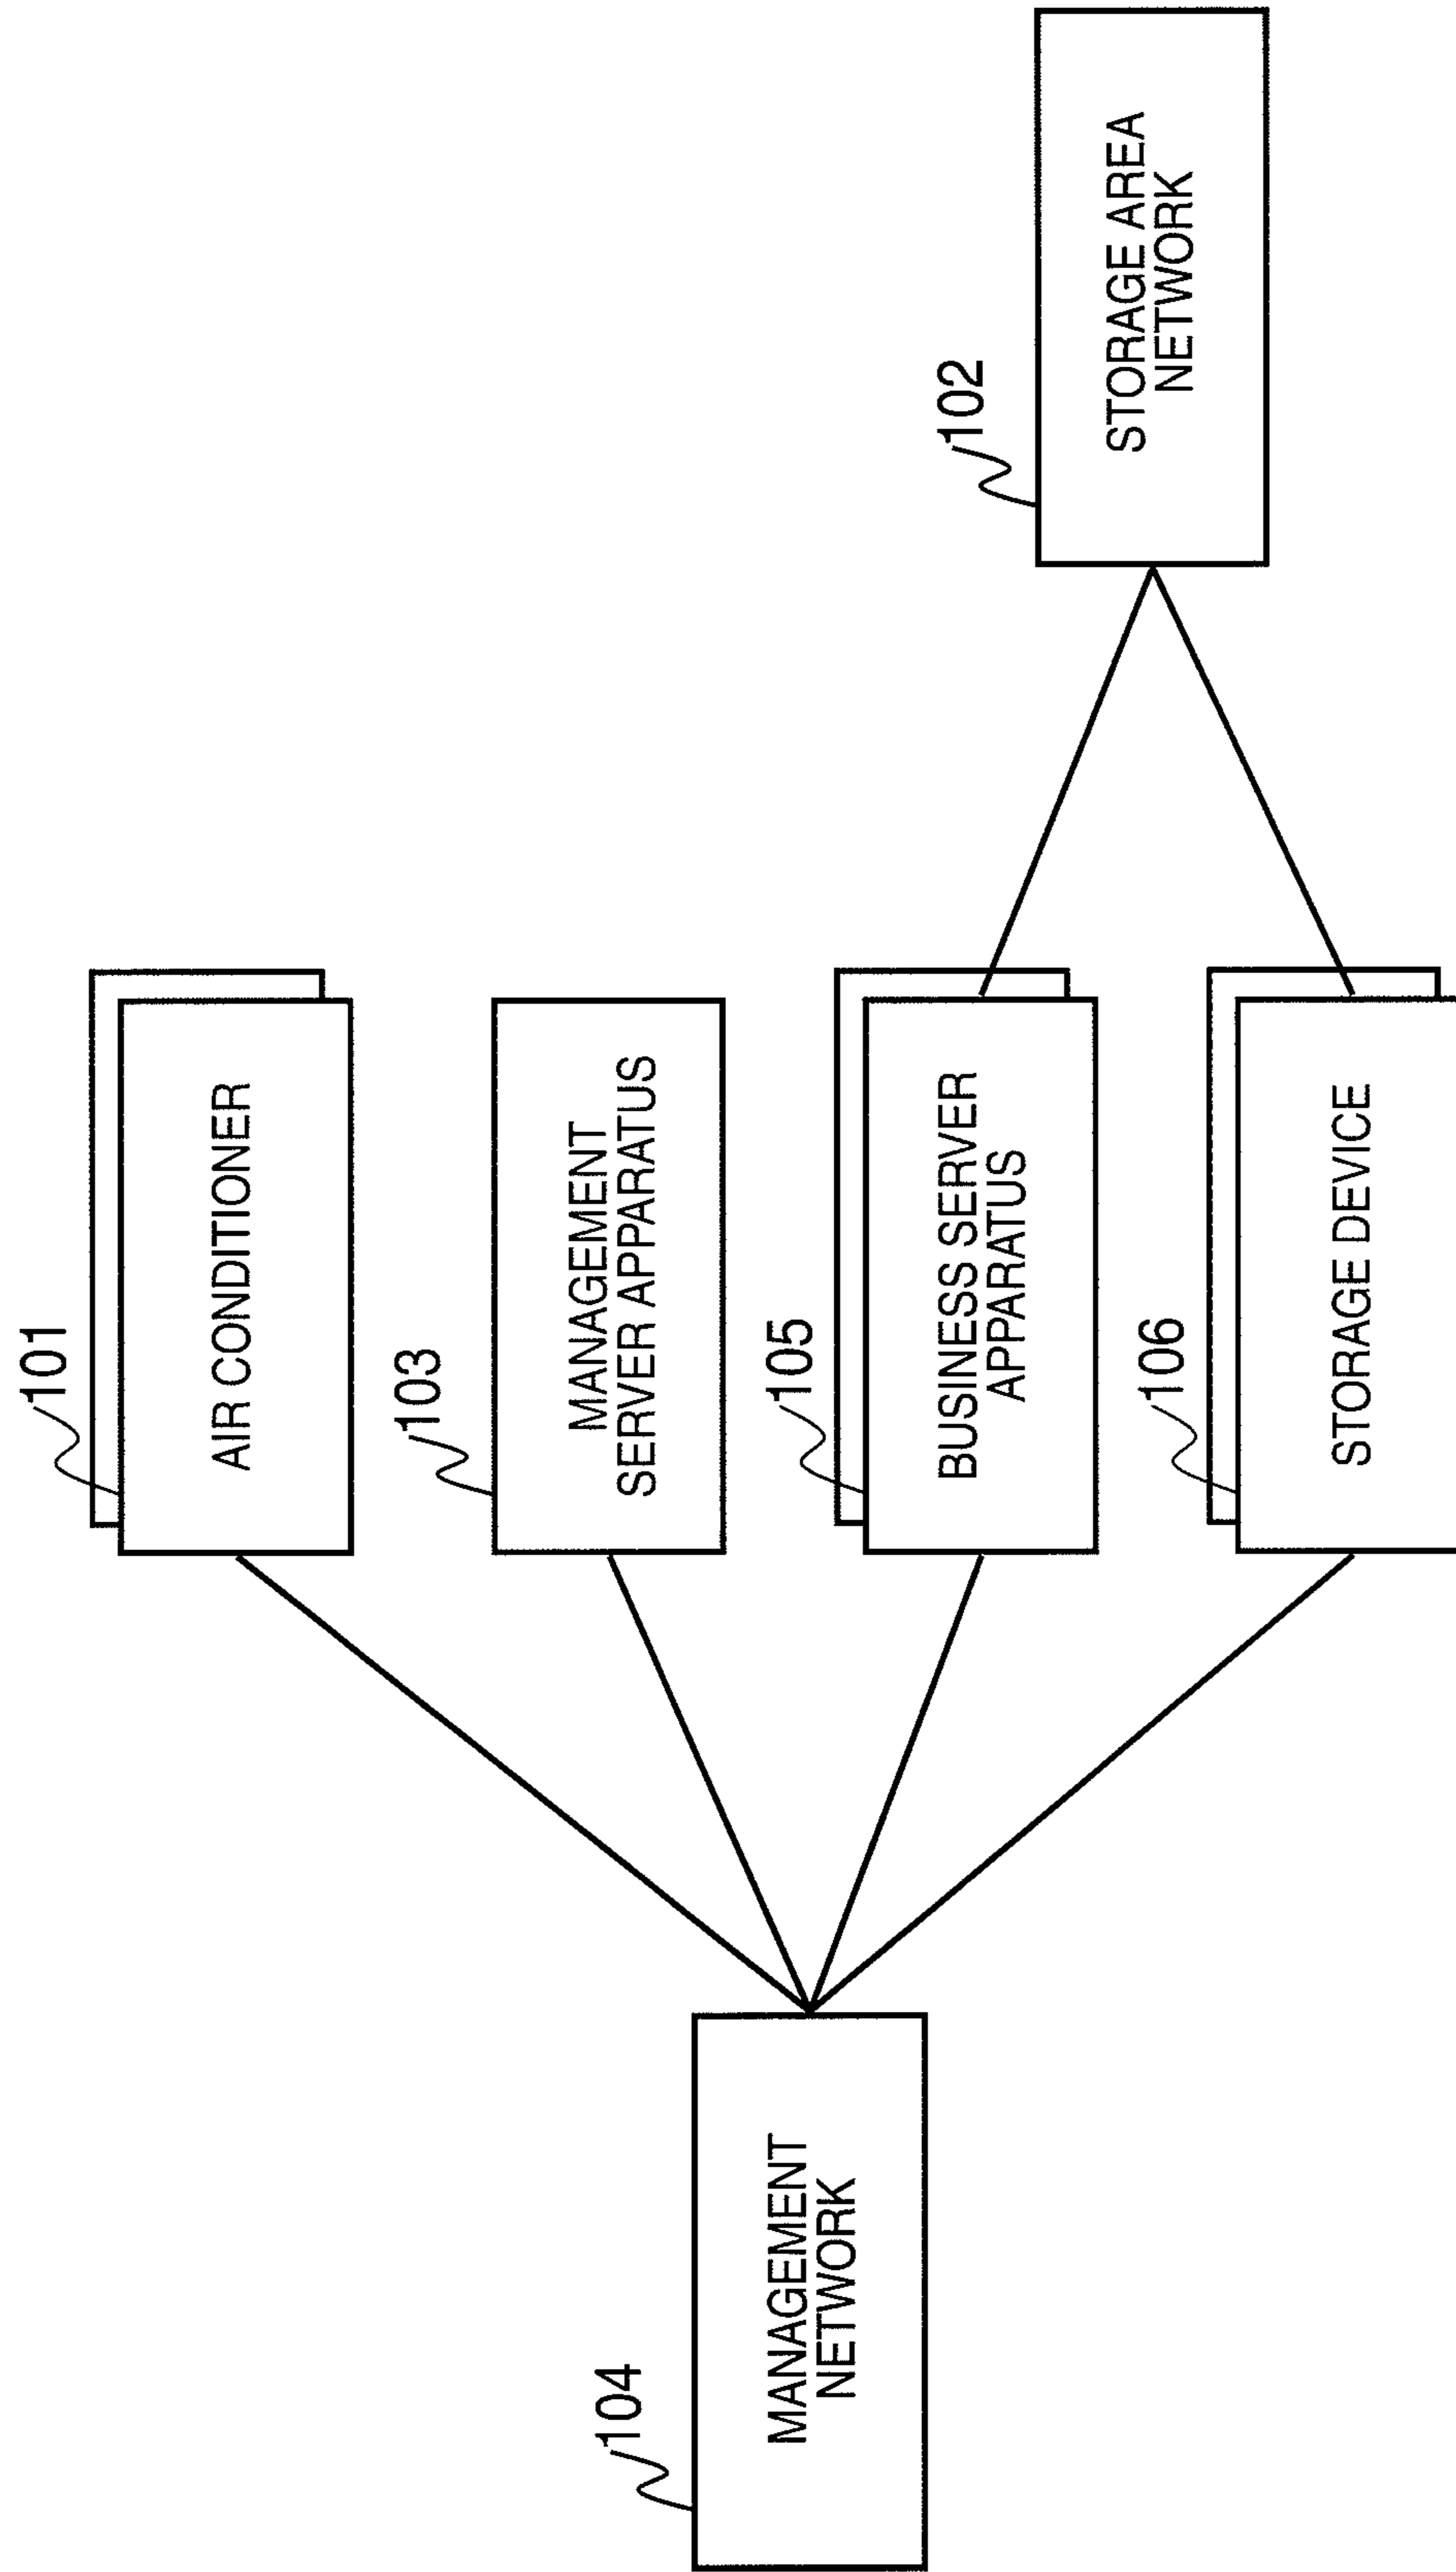 101
AIR CONDITIONER
103
MANAGEMENT
SERVER APPARATUS
104
MANAGEMENT
NETWORK
105
BUSINESS SERVER
APPARATUS
102
STORAGE AREA
NETWORK
106
STORAGE DEVICE